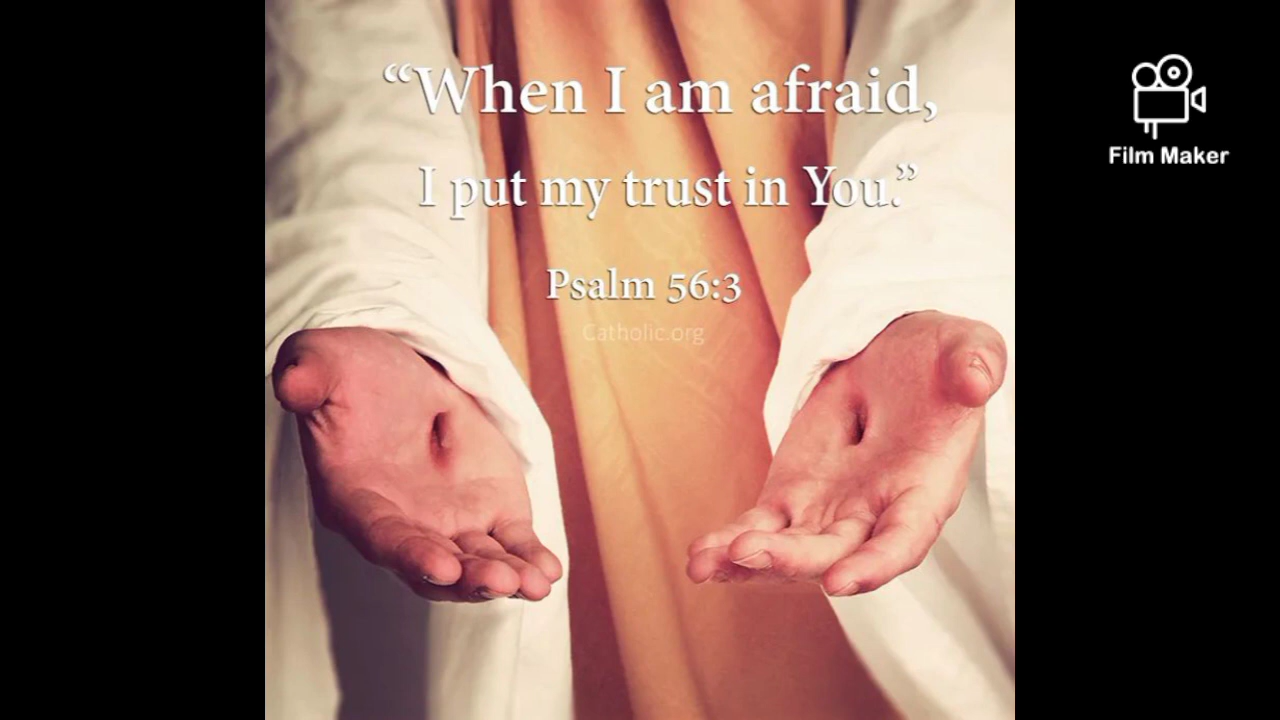 “When I am afraid,
I put my trust in You.”
Psalm 56:3
Catholic.org
Film Maker